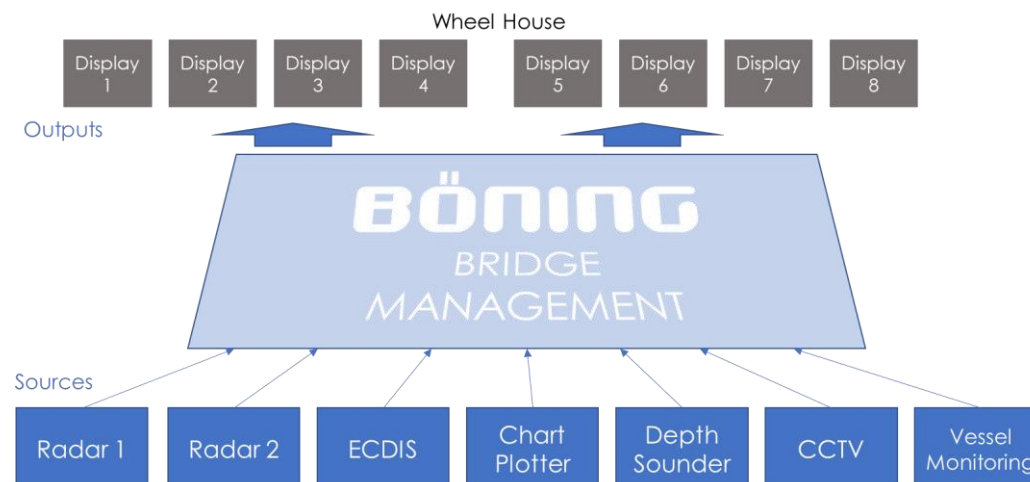 Wheel House
Display
1
Display
2
Display
3
Display
4
Display
5
Display
6
Display
7
Display
8
Outputs
BÖNING
BRIDGE
MANAGEMENT
Sources
Radar 1
Radar 2
ECDIS
Chart
Plotter
Depth
Sounder
CCTV
Vessel
Monitoring